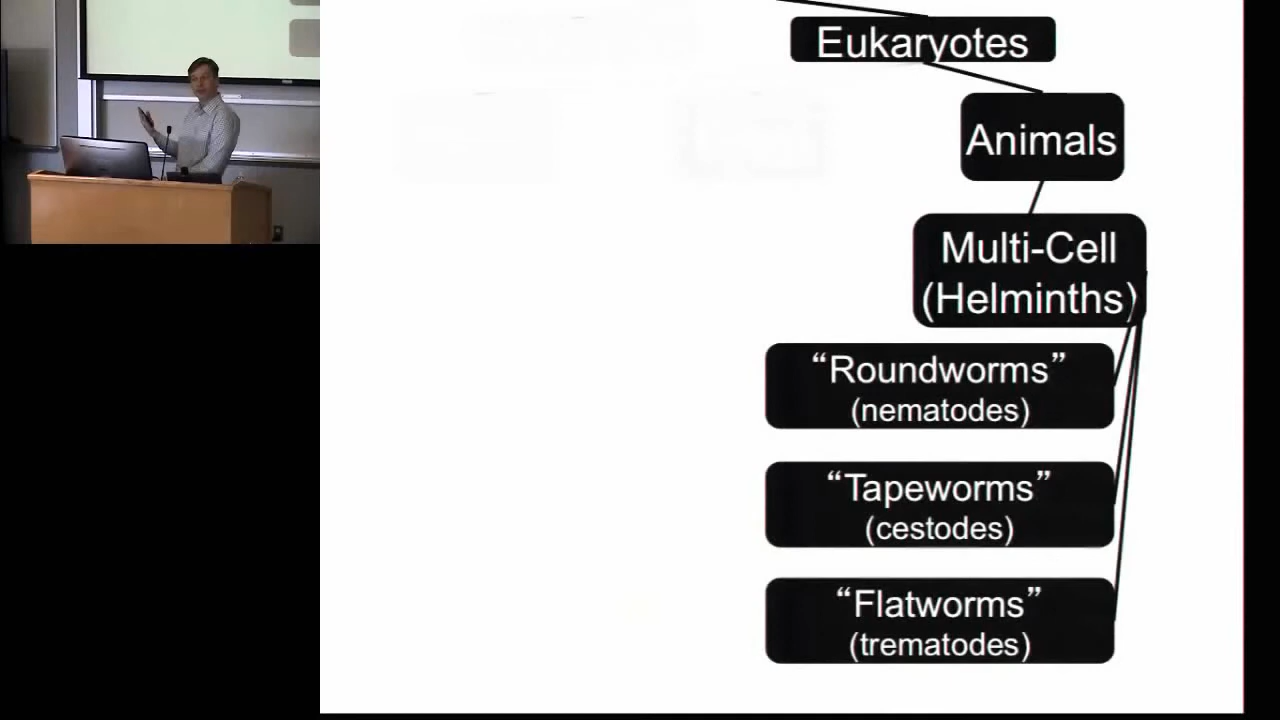 Eukaryotes
Animals
Multi-Cell
(Helminths)
“Roundworms”
(nematodes)
“Tapeworms”
(cestodes)
“Flatworms”
(trematodes)